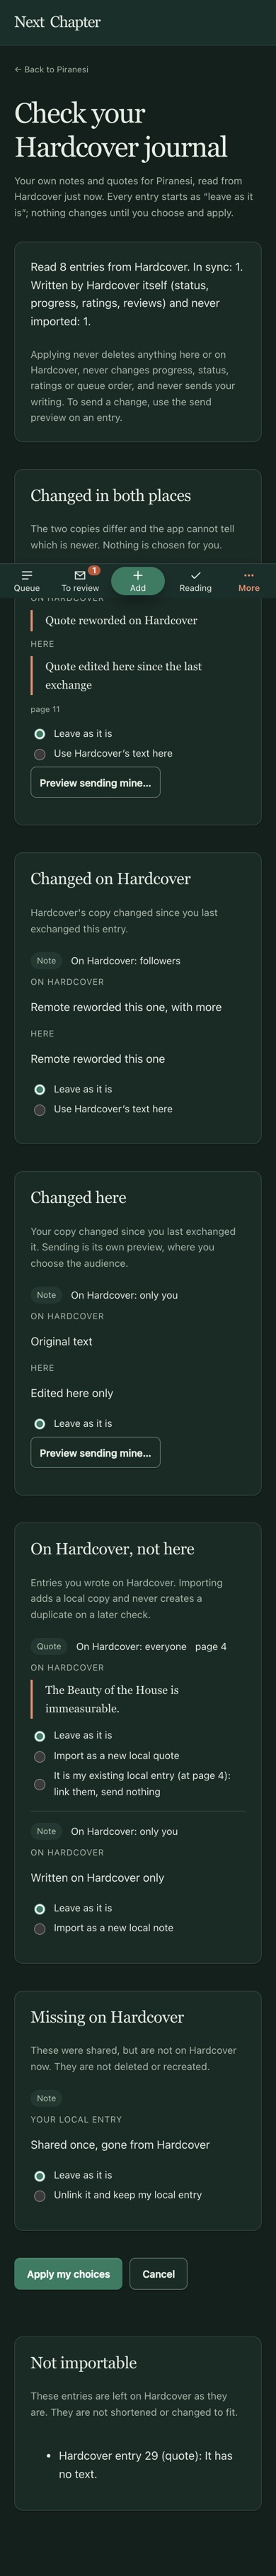 Next Chapter
← Back to Piranesi
Check your
Hardcover journal
Your own notes and quotes for Piranesi, read from
Hardcover just now. Every entry starts as “leave as it
is”; nothing changes until you choose and apply.
Read 8 entries from Hardcover. In sync: 1.
Written by Hardcover itself (status,
progress, ratings, reviews) and never
imported: 1.
Applying never deletes anything here or on
Hardcover, never changes progress, status,
ratings or queue order, and never sends your
writing. To send a change, use the send
preview on an entry.
Changed in both places
The two copies differ and the app cannot tell
which is newer. Nothing is chosen for you.
Queue
To review
1
Add
Reading
More
ON HARDCOVER
Quote reworded on Hardcover
HERE
Quote edited here since the last
exchange
page 11
Leave as it is
Use Hardcover’s text here
Preview sending mine...
Changed on Hardcover
Hardcover's copy changed since you last
exchanged this entry.
Note On Hardcover: followers
ON HARDCOVER
Remote reworded this one, with more
HERE
Remote reworded this one
Leave as it is
Use Hardcover’s text here
Changed here
Your copy changed since you last exchanged
it. Sending is its own preview, where you
choose the audience.
Note On Hardcover: only you
ON HARDCOVER
Original text
HERE
Edited here only
Leave as it is
Preview sending mine...
On Hardcover, not here
Entries you wrote on Hardcover. Importing
adds a local copy and never creates a
duplicate on a later check.
Quote On Hardcover: everyone page 4
ON HARDCOVER
The Beauty of the House is
immeasurable.
Leave as it is
Import as a new local quote
It is my existing local entry (at page 4):
link them, send nothing
Note On Hardcover: only you
ON HARDCOVER
Written on Hardcover only
Leave as it is
Import as a new local note
Missing on Hardcover
These were shared, but are not on Hardcover
now. They are not deleted or recreated.
Note
YOUR LOCAL ENTRY
Shared once, gone from Hardcover
Leave as it is
Unlink it and keep my local entry
Apply my choices
Cancel
Not importable
These entries are left on Hardcover as they
are. They are not shortened or changed to fit.
• Hardcover entry 29 (quote): It has
no text.